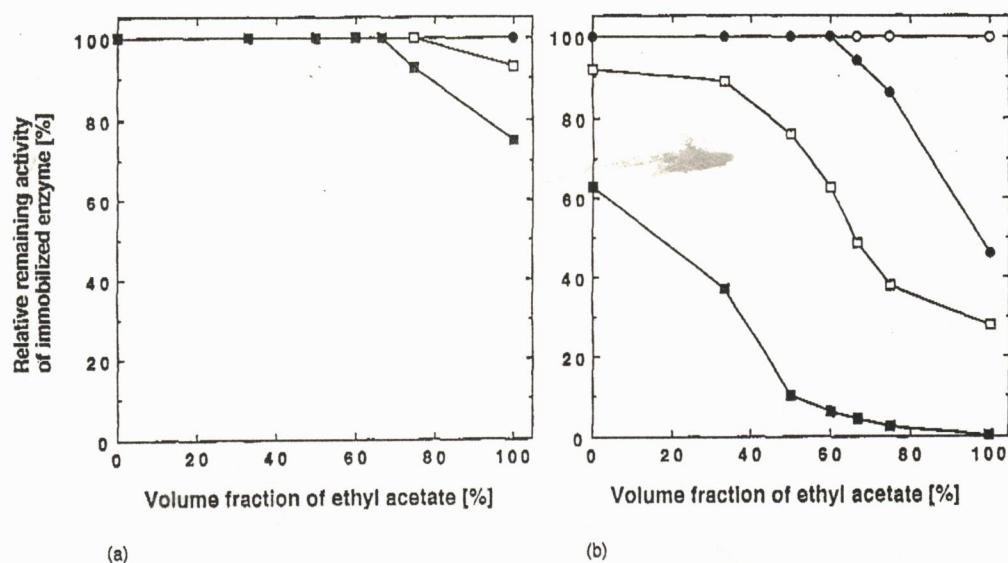 100
80
60
40
20
0
Relative remaining activity
of immobilized enzyme [%]
0 20 40 60 80 100
Volume fraction of ethyl acetate [%]
(a)
100
80
60
40
20
0
0 20 40 60 80 100
Volume fraction of ethyl acetate [%]
(b)